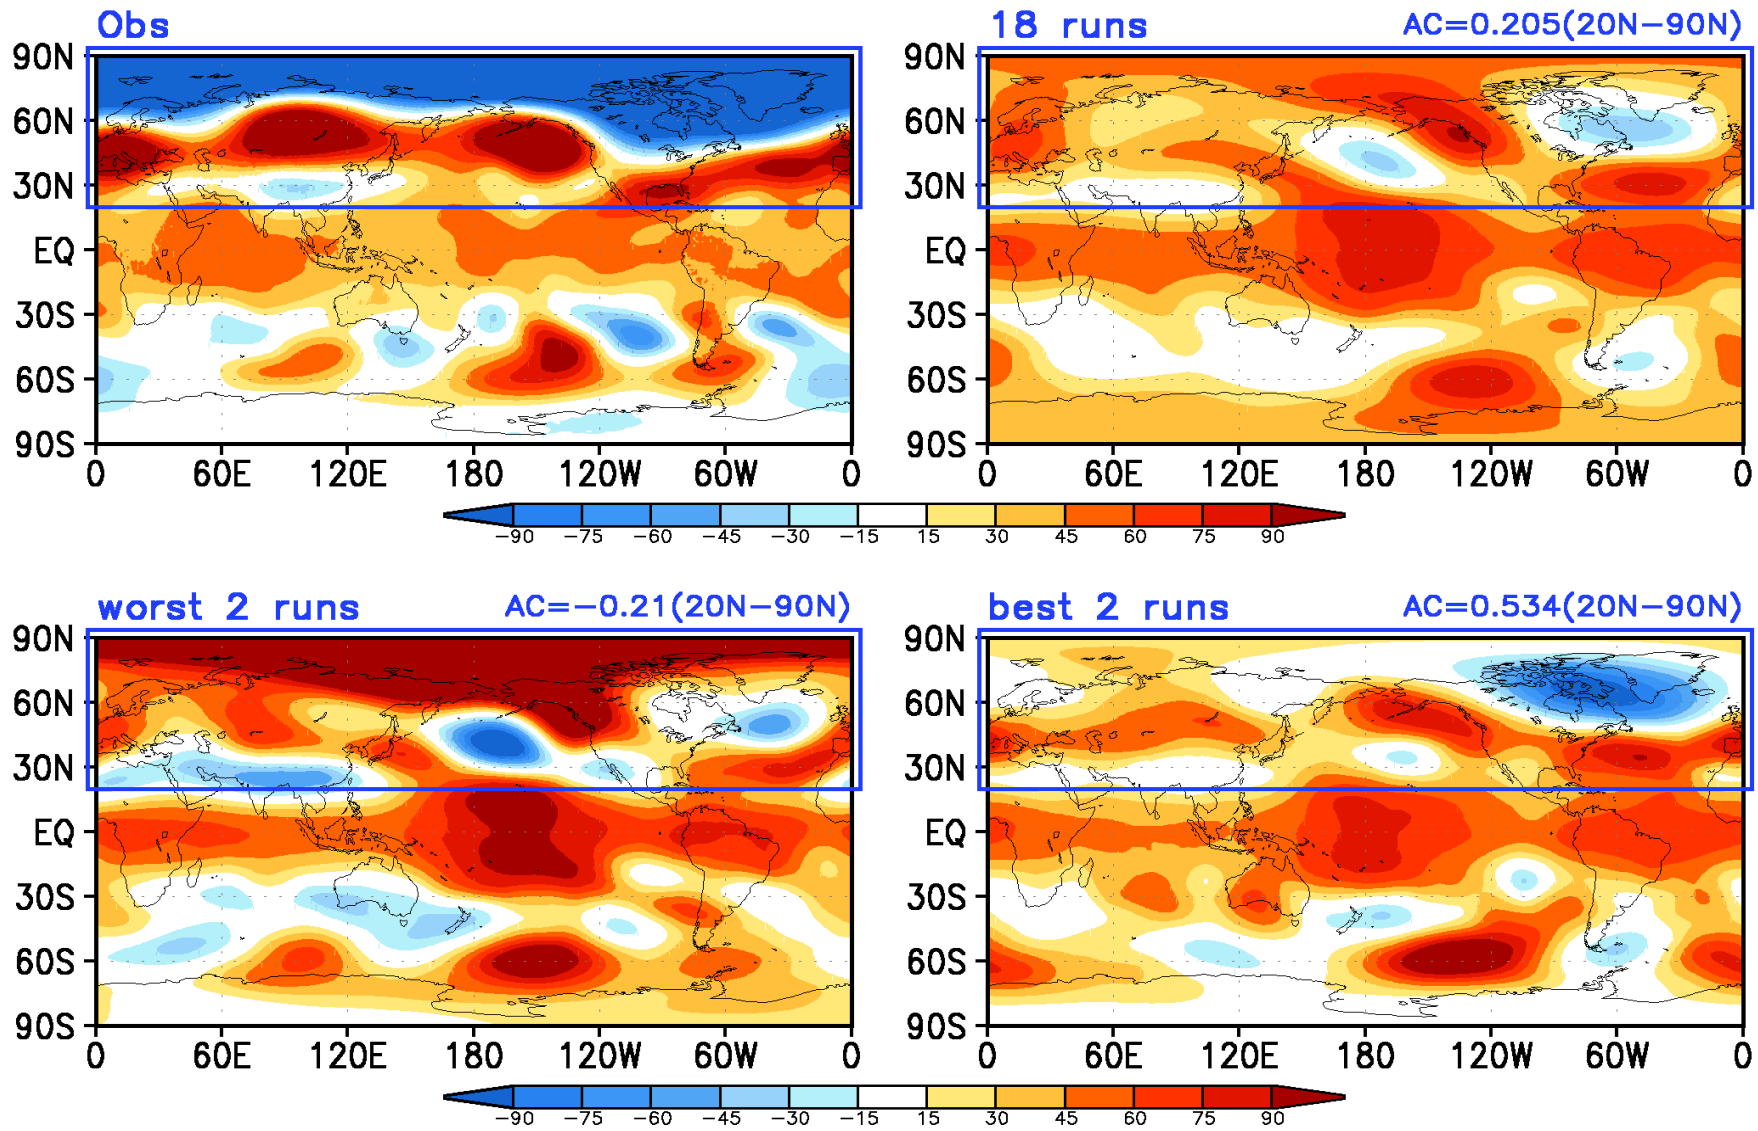 Obs
18 runs AC=0.205(20N−90N)
90N 90N
60N 60N
30N 30N
EQ EQ
30S 30S
60S 60S
90S 90S
0 60E 120E 180 120W 60W 0 0 60E 120E 180 120W 60W 0
−90 −75 −60 −45 −30 −15 15 30 45 60 75 90
worst 2 runs AC=−0.21(20N−90N)
best 2 runs AC=0.534(20N−90N)
90N 90N
60N 60N
30N 30N
EQ EQ
30S 30S
60S 60S
90S 90S
0 60E 120E 180 120W 60W 0 0 60E 120E 180 120W 60W 0
−90 −75 −60 −45 −30 −15 15 30 45 60 75 90